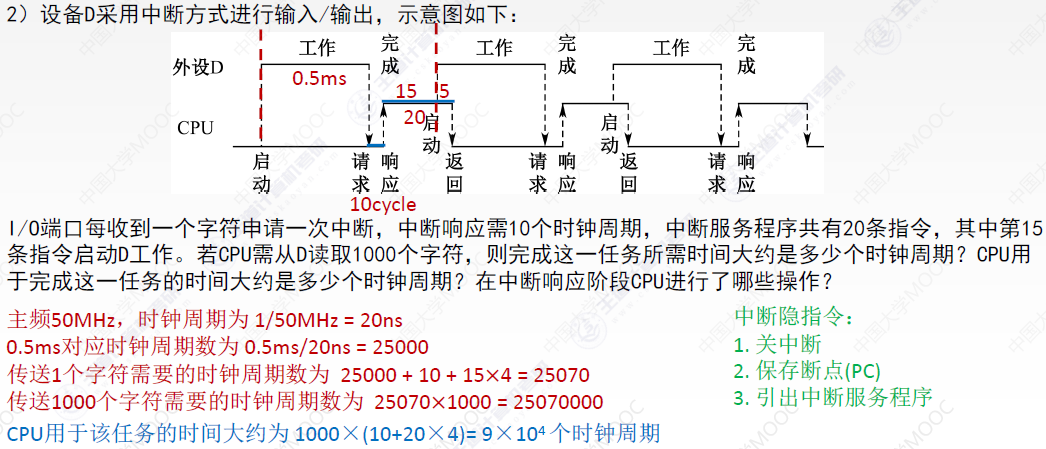 2）设备D采用中断方式进行输入/输出，示意图如下：
工作 完成 工作 完成 工作 完成
外设D
0.5ms
15 5
20
CPU
启动 启动
启动 请求 响应 返回 请求 响应 返回 请求 响应
10cycle
I/O端口每收到一个字符申请一次中断，中断响应需10个时钟周期，中断服务程序共有20条指令，其中第15
条指令启动D工作。若CPU需从D读取1000个字符，则完成这一任务所需时间大约是多少个时钟周期？CPU用
于完成这一任务的时间大约是多少个时钟周期？在中断响应阶段CPU进行了哪些操作？
主频50MHz，时钟周期为 1/50MHz = 20ns
0.5ms对应时钟周期数为 0.5ms/20ns = 25000
传送1个字符需要的时钟周期数为 25000 + 10 + 15×4 = 25070
传送1000个字符需要的时钟周期数为 25070×1000 = 25070000
CPU用于该任务的时间大约为 1000×(10+20×4)= 9×10⁴ 个时钟周期
中断隐指令：
1. 关中断
2. 保存断点(PC)
3. 引出中断服务程序
中国大学MOOC
王道计算机考研